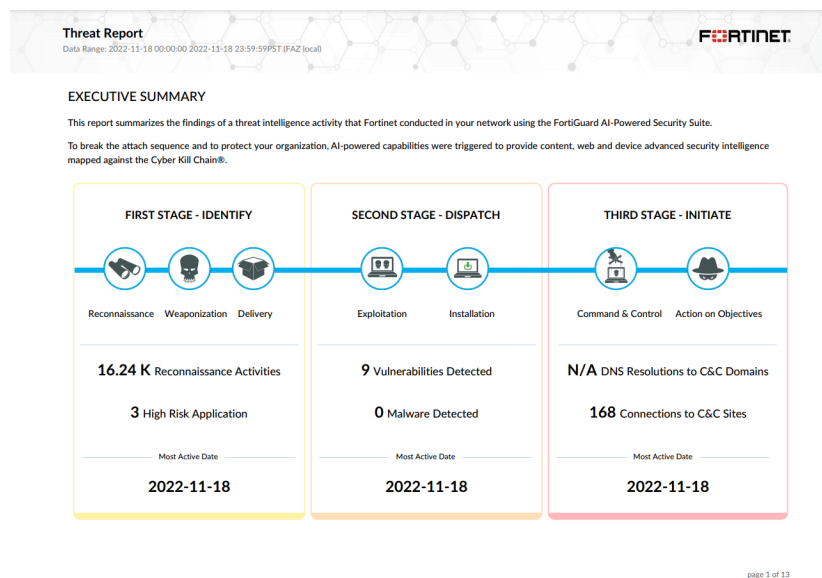 Threat Report
Data Range: 2022-11-18 00:00:00 2022-11-18 23:59:59PST (FAZ local)
FORTINET
EXECUTIVE SUMMARY
This report summarizes the findings of a threat intelligence activity that Fortinet conducted in your network using the FortiGuard AI-Powered Security Suite.
To break the attach sequence and to protect your organization, AI-powered capabilities were triggered to provide content, web and device advanced security intelligence
mapped against the Cyber Kill Chain®.
FIRST STAGE - IDENTIFY
Reconnaissance Weaponization Delivery
16.24 K Reconnaissance Activities
3 High Risk Application
Most Active Date
2022-11-18
SECOND STAGE - DISPATCH
Exploitation Installation
9 Vulnerabilities Detected
0 Malware Detected
Most Active Date
2022-11-18
THIRD STAGE - INITIATE
Command & Control Action on Objectives
N/A DNS Resolutions to C&C Domains
168 Connections to C&C Sites
Most Active Date
2022-11-18
page 1 of 13